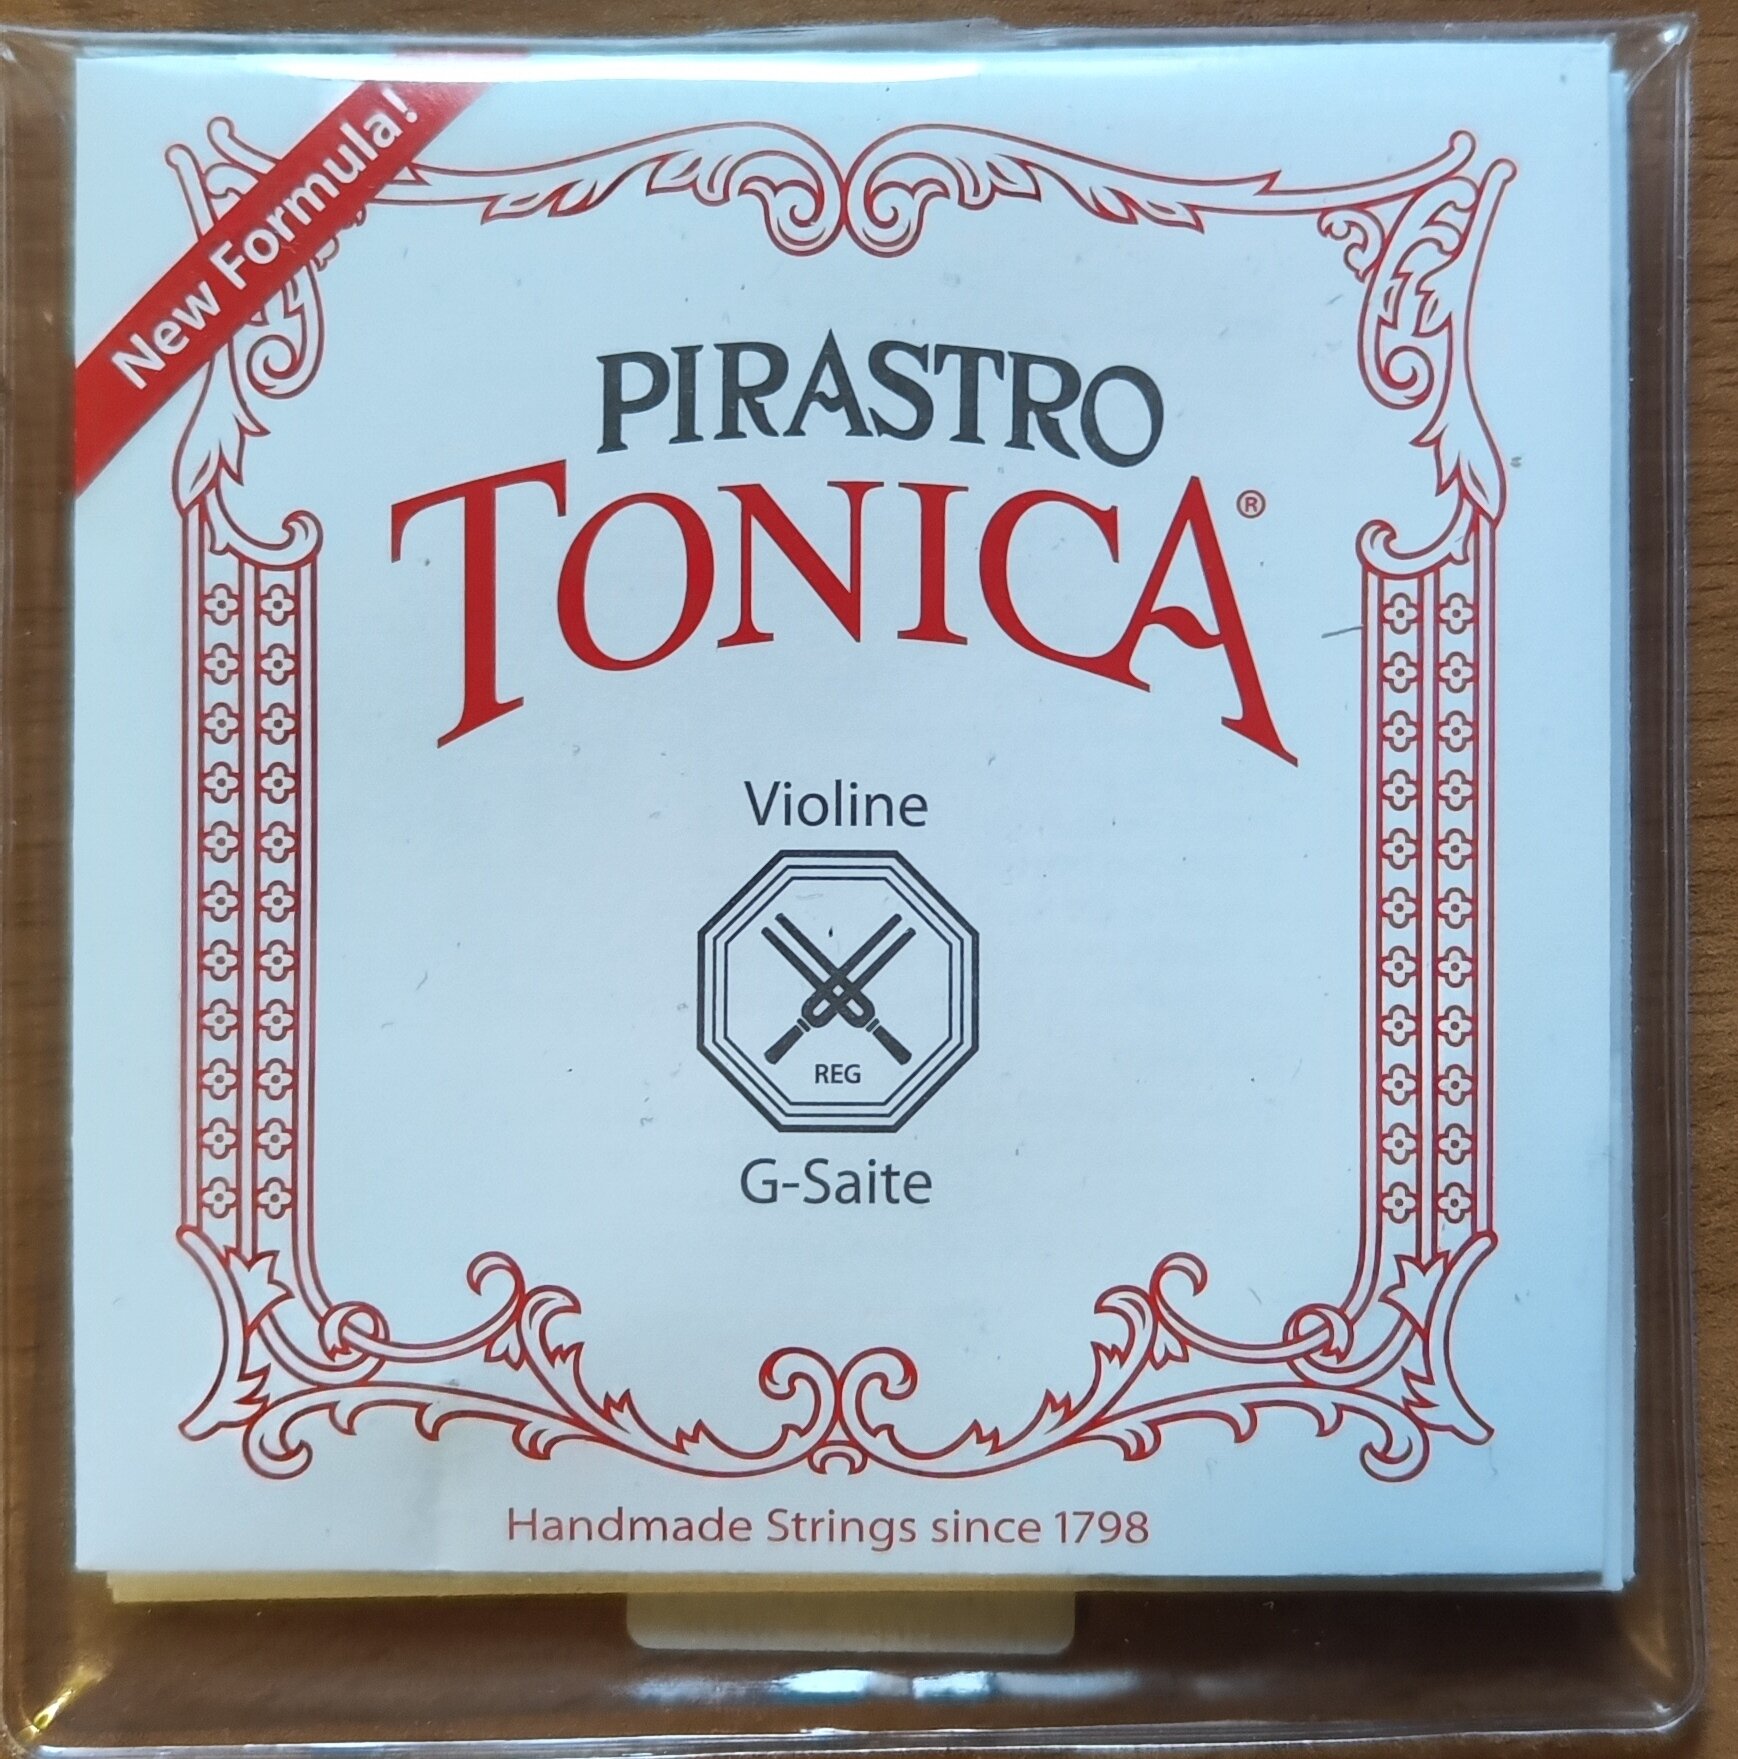 New Formula!
PIRASTRO
TONICA®
Violine
REG
G-Saite
Handmade Strings since 1798